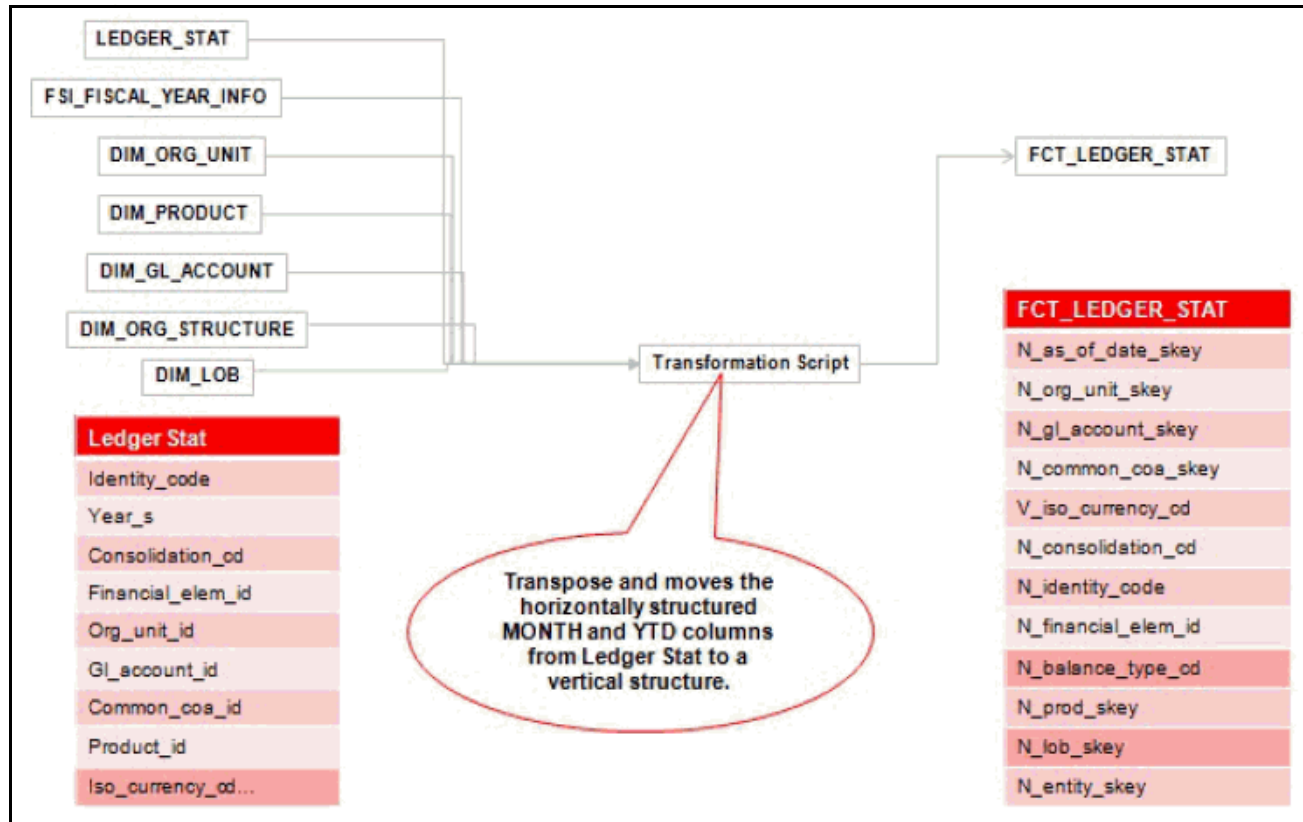 LEDGER_STAT
FSI_FISCAL_YEAR_INFO
DIM_ORG_UNIT
DIM_PRODUCT
DIM_GL_ACCOUNT
DIM_ORG_STRUCTURE
DIM_LOB
Transformation Script
FCT_LEDGER_STAT
Ledger Stat
Identity_code
Year_s
Consolidation_cd
Financial_elem_id
Org_unit_id
Gl_account_id
Common_coa_id
Product_id
Iso_currency_cd...
Transpose and moves the
horizontally structured
MONTH and YTD columns
from Ledger Stat to a
vertical structure.
FCT_LEDGER_STAT
N_as_of_date_skey
N_org_unit_skey
N_gl_account_skey
N_common_coa_skey
V_iso_currency_cd
N_consolidation_cd
N_identity_code
N_financial_elem_id
N_balance_type_cd
N_prod_skey
N_lob_skey
N_entity_skey